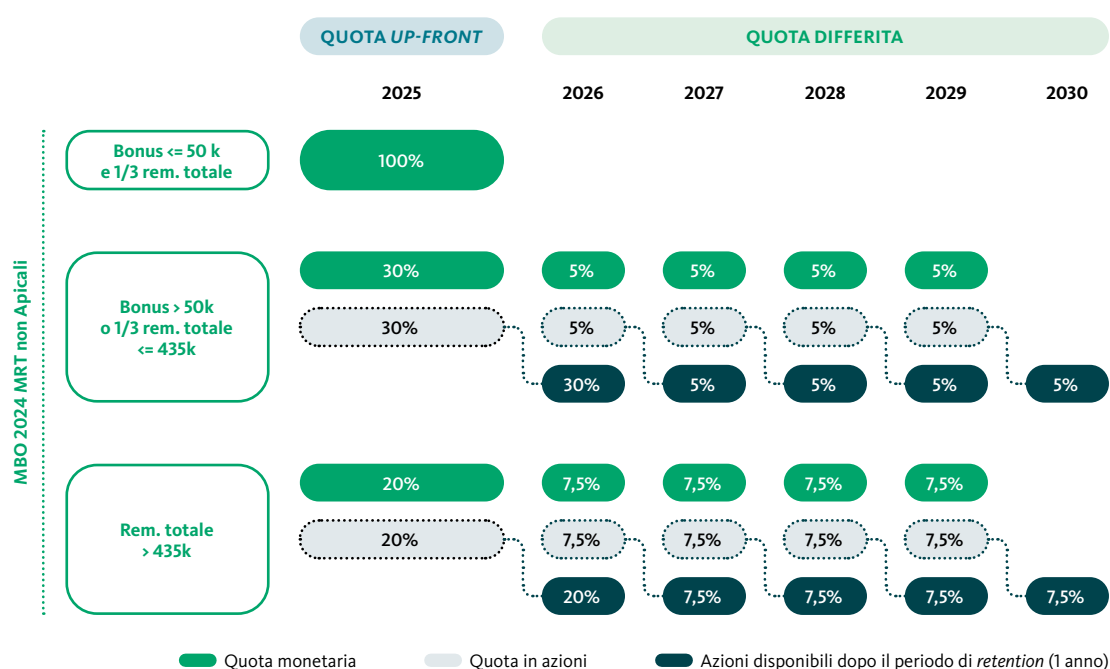 QUOTA UP-FRONT
QUOTA DIFFERITA
2025
2026
2027
2028
2029
2030
MBO 2024 MRT non Apicali
Bonus <= 50 k
e 1/3 rem. totale
100%
Bonus > 50k
o 1/3 rem. totale
<= 435k
30%
5%
5%
5%
5%
30%
5%
5%
5%
5%
30%
5%
5%
5%
5%
Rem. totale
> 435k
20%
7,5%
7,5%
7,5%
7,5%
20%
7,5%
7,5%
7,5%
7,5%
20%
7,5%
7,5%
7,5%
7,5%
Quota monetaria
Quota in azioni
Azioni disponibili dopo il periodo di retention (1 anno)